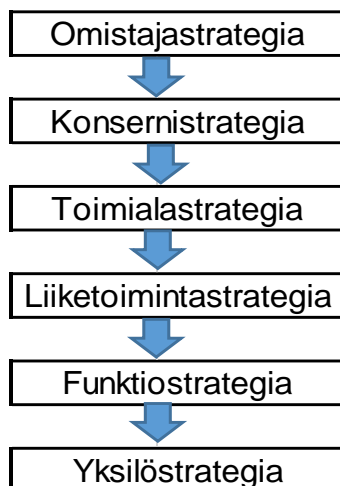 Omistajastrategia
Konsernistrategia
Toimialastrategia
Liiketoimintastrategia
Funktiostrategia
Yksilöstrategia